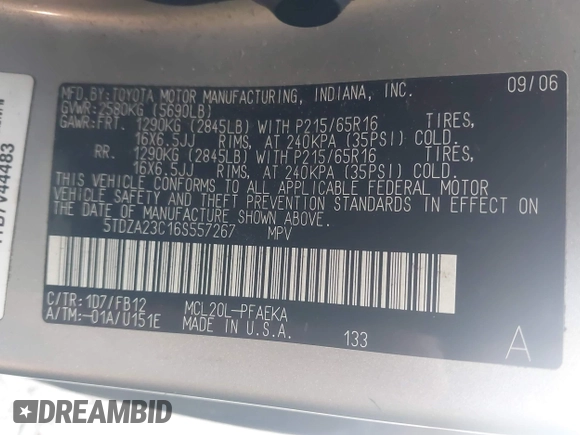 MFD.BY:TOYOTA MOTOR MANUFACTURING, INDIANA, INC. 09/06
GVWR:2580KG (5690LB)
GAWR:FRT. 1290KG (2845LB) WITH P215/65R16 TIRES,
16X6.5JJ RIMS, AT 240KPA (35PSI) COLD.
RR. 1290KG (2845LB) WITH P215/65R16 TIRES,
16X6.5JJ RIMS, AT 240KPA (35PSI) COLD.
THIS VEHICLE CONFORMS TO ALL APPLICABLE FEDERAL MOTOR
VEHICLE SAFETY AND THEFT PREVENTION STANDARDS IN EFFECT ON
THE DATE OF MANUFACTURE SHOWN ABOVE.
5TDZA23C16S557267 MPV
C/TR:1D7/FB12 MCL20L-PFAEKA
A/TM:-01A/U151E MADE IN U.S.A. 133 A
44483
DREAMBID